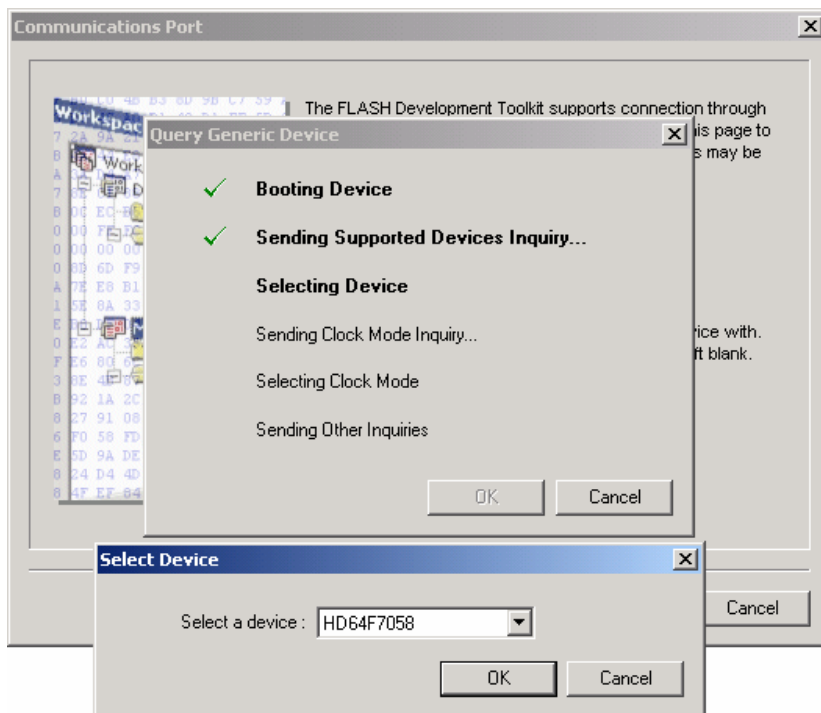 Communications Port
The FLASH Development Toolkit supports connection through
is page to
s may be
Workspac
Work
Query Generic Device
Booting Device
Sending Supported Devices Inquiry...
Selecting Device
Sending Clock Mode Inquiry...
Selecting Clock Mode
Sending Other Inquiries
vice with.
ft blank.
OK
Cancel
Select Device
Select a device :
HD64F7058
OK
Cancel
Cancel